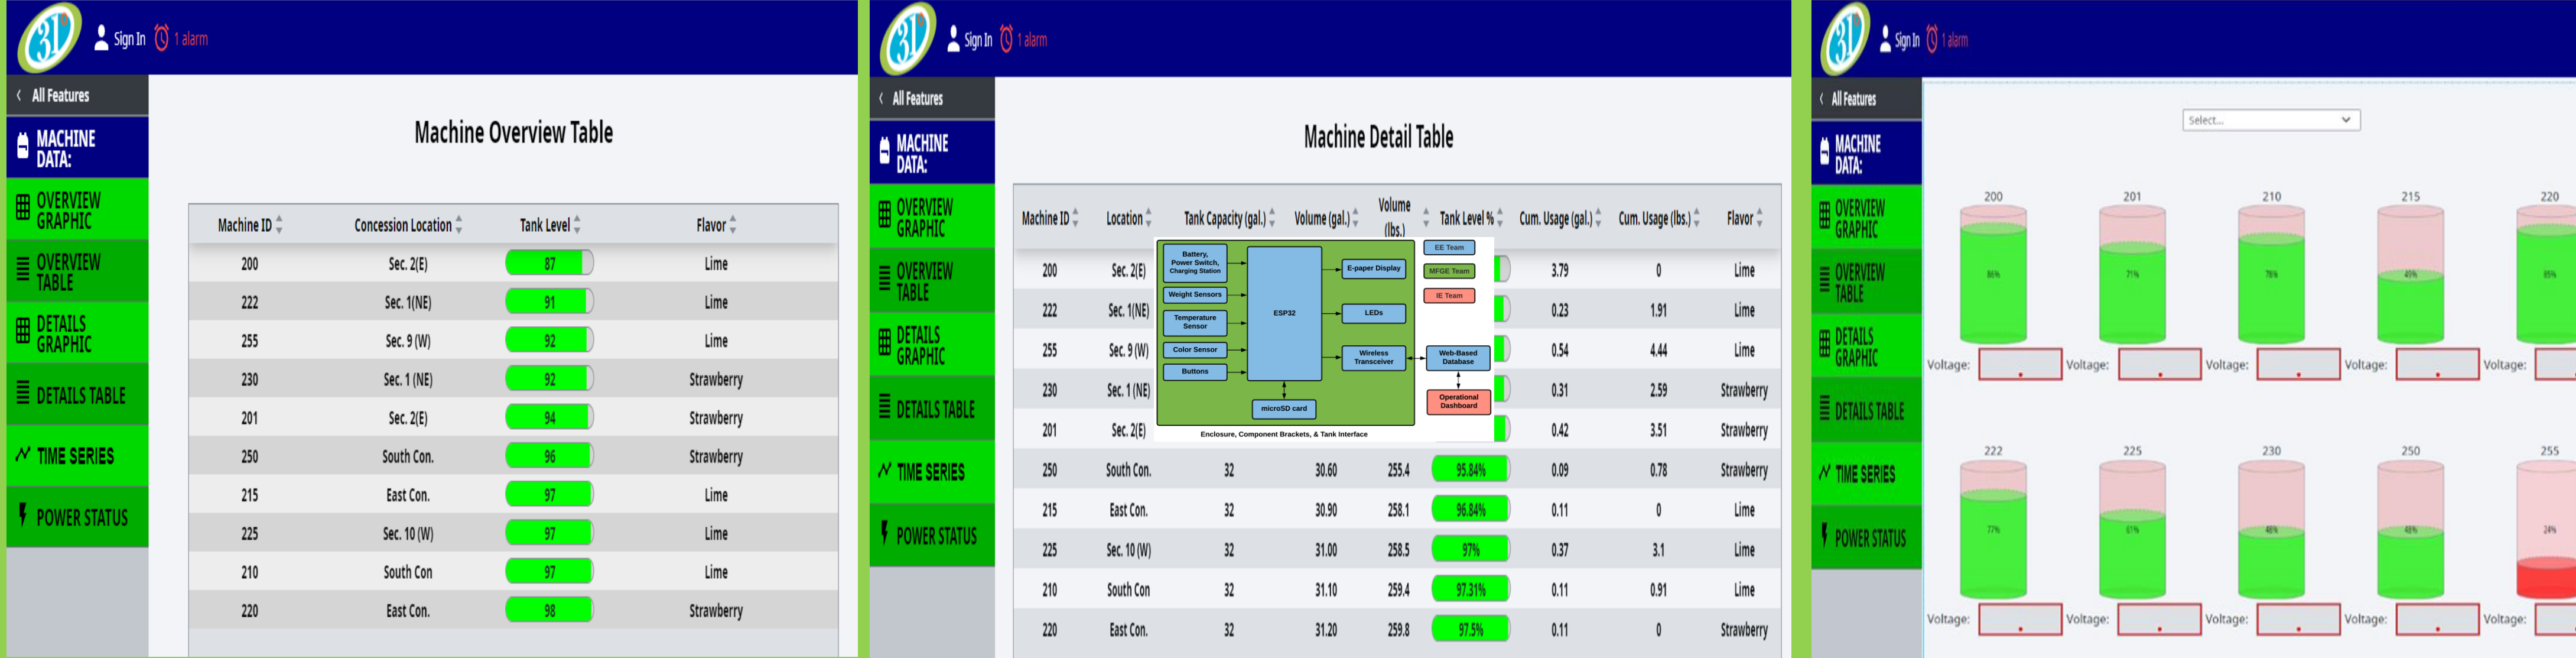 31
Sign In
1 alarm
All Features
MACHINE
DATA:
OVERVIEW
GRAPHIC
OVERVIEW
TABLE
DETAILS
GRAPHIC
DETAILS TABLE
TIME SERIES
POWER STATUS
Machine Overview Table
Machine ID Concession Location Tank Level Flavor
200 Sec. 2(E) 87 Lime
222 Sec. 1(NE) 91 Lime
255 Sec. 9 (W) 92 Lime
230 Sec. 1 (NE) 92 Strawberry
201 Sec. 2(E) 94 Strawberry
250 South Con. 96 Strawberry
215 East Con. 97 Lime
225 Sec. 10 (W) 97 Lime
210 South Con 97 Lime
220 East Con. 98 Strawberry
31
Sign In
1 alarm
All Features
MACHINE
DATA:
OVERVIEW
GRAPHIC
OVERVIEW
TABLE
DETAILS
GRAPHIC
DETAILS TABLE
TIME SERIES
POWER STATUS
Machine Detail Table
Machine ID Location Tank Capacity (gal.) Volume (gal.) Volume (lbs.) Tank Level % Cum. Usage (gal.) Cum. Usage (lbs.) Flavor
200 Sec. 2(E) 3.79 0 Lime
222 Sec. 1(NE) 0.23 1.91 Lime
255 Sec. 9 (W) 0.54 4.44 Lime
230 Sec. 1 (NE) 0.31 2.59 Strawberry
201 Sec. 2(E) 0.42 3.51 Strawberry
250 South Con. 32 30.60 255.4 95.84% 0.09 0.78 Strawberry
215 East Con. 32 30.90 258.1 96.84% 0.11 0 Lime
225 Sec. 10 (W) 32 31.00 258.5 97% 0.37 3.1 Lime
210 South Con 32 31.10 259.4 97.31% 0.11 0.91 Lime
220 East Con. 32 31.20 259.8 97.5% 0.11 0 Strawberry
Battery,
Power Switch,
Charging Station
Weight Sensors
Temperature
Sensor
Color Sensor
Buttons
ESP32
microSD card
E-paper Display
LEDs
Wireless
Transceiver
EE Team
MFGE Team
IE Team
Web-Based
Database
Operational
Dashboard
Enclosure, Component Brackets, & Tank Interface
31
Sign In
1 alarm
All Features
MACHINE
DATA:
OVERVIEW
GRAPHIC
OVERVIEW
TABLE
DETAILS
GRAPHIC
DETAILS TABLE
TIME SERIES
POWER STATUS
Select...
200 201 210 215 220
86% 71% 78% 49% 85%
Voltage: Voltage: Voltage: Voltage: Voltage:
222 225 230 250 255
77% 61% 48% 48% 24%
Voltage: Voltage: Voltage: Voltage: Voltage: